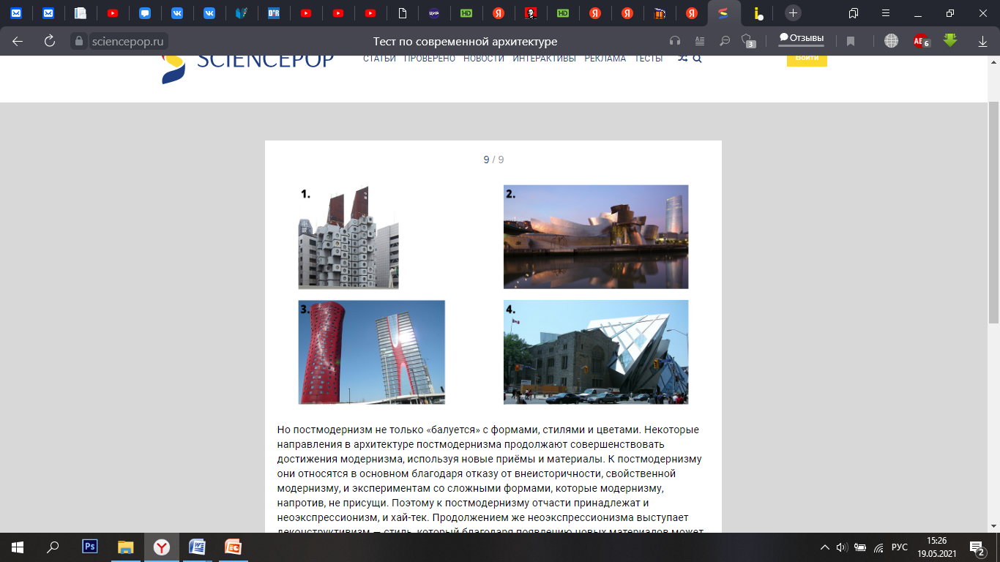 sciencepop.ru
Тест по современной архитектуре
3
Отзывы
6
SCIENCEPOP
СТАТЬИ ПРОВЕРЕНО НОВОСТИ ИНТЕРАКТИВЫ РЕКЛАМА ТЕСТЫ
Войти
9 / 9
1.
2.
3.
4.
Но постмодернизм не только «балуется» с формами, стилями и цветами. Некоторые
направления в архитектуре постмодернизма продолжают совершенствовать
достижения модернизма, используя новые приёмы и материалы. К постмодернизму
они относятся в основном благодаря отказу от внеисторичности, свойственной
модернизму, и экспериментам со сложными формами, которые модернизму,
напротив, не присущи. Поэтому к постмодернизму отчасти принадлежат и
неоэкспрессионизм, и хай-тек. Продолжением же неоэкспрессионизма выступает
деконструктивизм — стиль, который благодаря появлению новых материалов может
Ps
РУС
15:26
19.05.2021
2